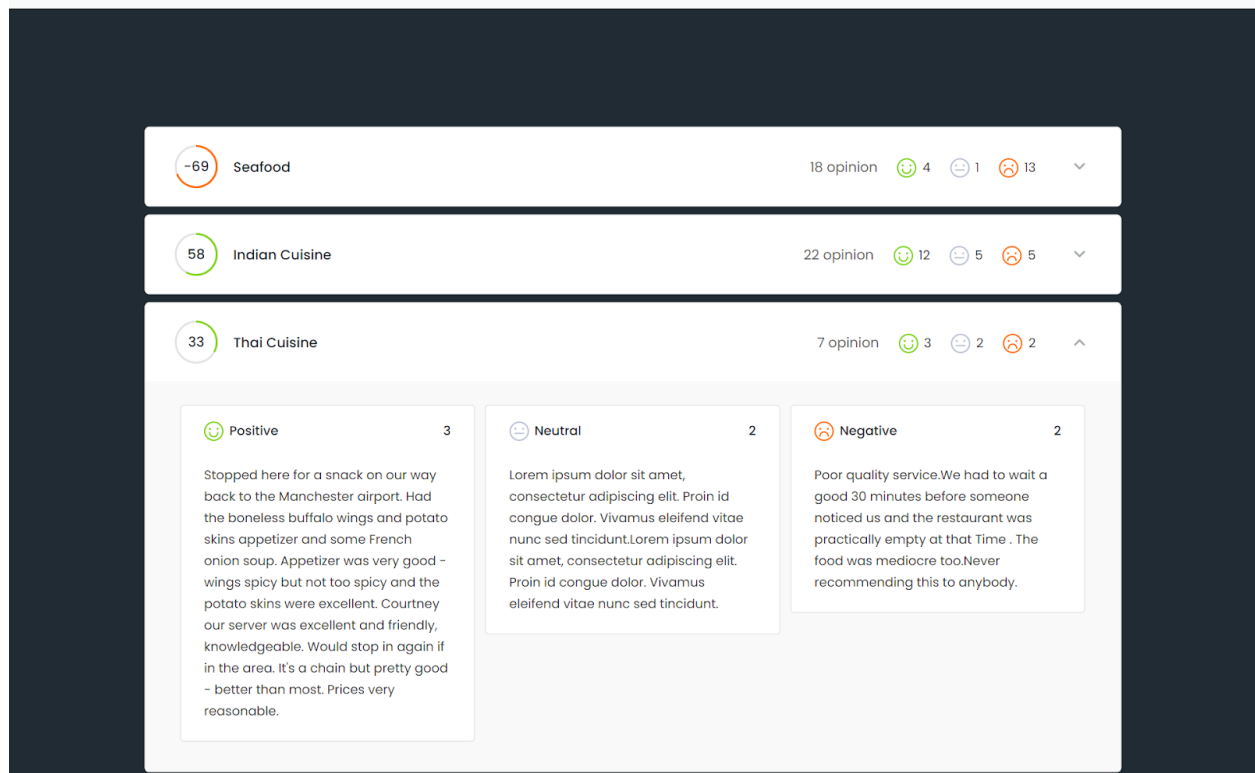 -69 Seafood 18 opinion 4 1 13
58 Indian Cuisine 22 opinion 12 5 5
33 Thai Cuisine 7 opinion 3 2 2
Positive 3
Stopped here for a snack on our way
back to the Manchester airport. Had
the boneless buffalo wings and potato
skins appetizer and some French
onion soup. Appetizer was very good -
wings spicy but not too spicy and the
potato skins were excellent. Courtney
our server was excellent and friendly,
knowledgeable. Would stop in again if
in the area. It's a chain but pretty good
- better than most. Prices very
reasonable.
Neutral 2
Lorem ipsum dolor sit amet,
consectetur adipiscing elit. Proin id
congue dolor. Vivamus eleifend vitae
nunc sed tincidunt.Lorem ipsum dolor
sit amet, consectetur adipiscing elit.
Proin id congue dolor. Vivamus
eleifend vitae nunc sed tincidunt.
Negative 2
Poor quality service.We had to wait a
good 30 minutes before someone
noticed us and the restaurant was
practically empty at that Time . The
food was mediocre too.Never
recommending this to anybody.